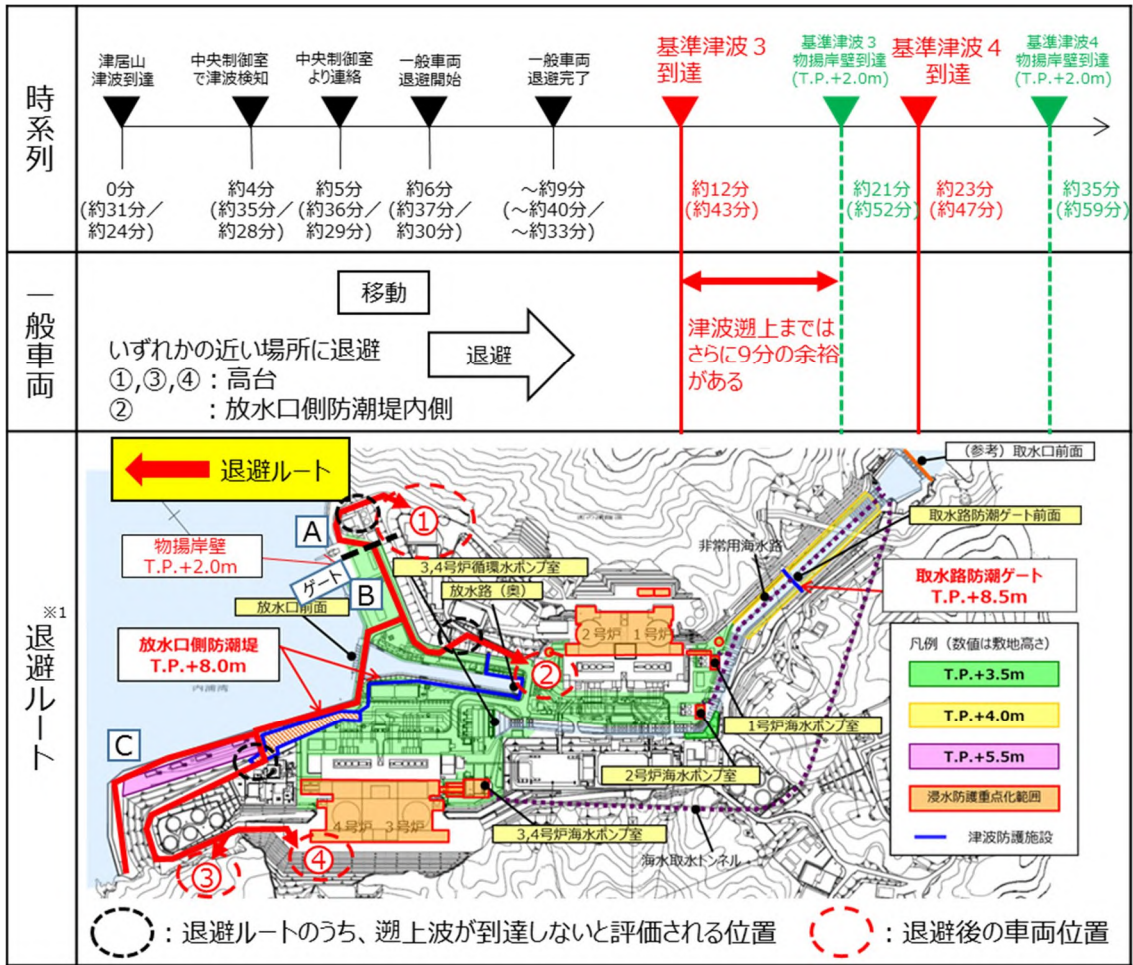 時系列
津居山
津波到達
中央制御室
で津波検知
中央制御室
より連絡
一般車両
退避開始
一般車両
退避完了
基準津波３
到達
基準津波３
物揚岸壁到達
(T.P.+2.0m)
基準津波４
到達
基準津波4
物揚岸壁到達
(T.P.+2.0m)
0分
(約31分／
約24分)
約4分
(約35分／
約28分)
約5分
(約36分／
約29分)
約6分
(約37分／
約30分)
～約9分
(～約40分／
～約33分)
約12分
(約43分)
約21分
(約52分)
約23分
(約47分)
約35分
(約59分)
一般車両
移動
いずれかの近い場所に退避
①,③,④：高台
②　　　：放水口側防潮堤内側
退避
津波遡上までは
さらに9分の余裕
がある
※1
退避ルート
退避ルート
（参考）取水口前面
A
①
取水路防潮ゲート前面
物揚岸壁
T.P.+2.0m
非常用海水路
3,4号炉循環水ポンプ室
ゲート
B
放水路（奥）
取水路防潮ゲート
T.P.+8.5m
放水口前面
2号炉
1号炉
放水口側防潮堤
T.P.+8.0m
②
凡例（数値は敷地高さ）
T.P.+3.5m
T.P.+4.0m
T.P.+5.5m
浸水防護重点化範囲
津波防護施設
内浦湾
C
1号炉海水ポンプ室
2号炉海水ポンプ室
4号炉
3号炉
3,4号炉海水ポンプ室
海水取水トンネル
③
④
：退避ルートのうち、遡上波が到達しないと評価される位置
：退避後の車両位置